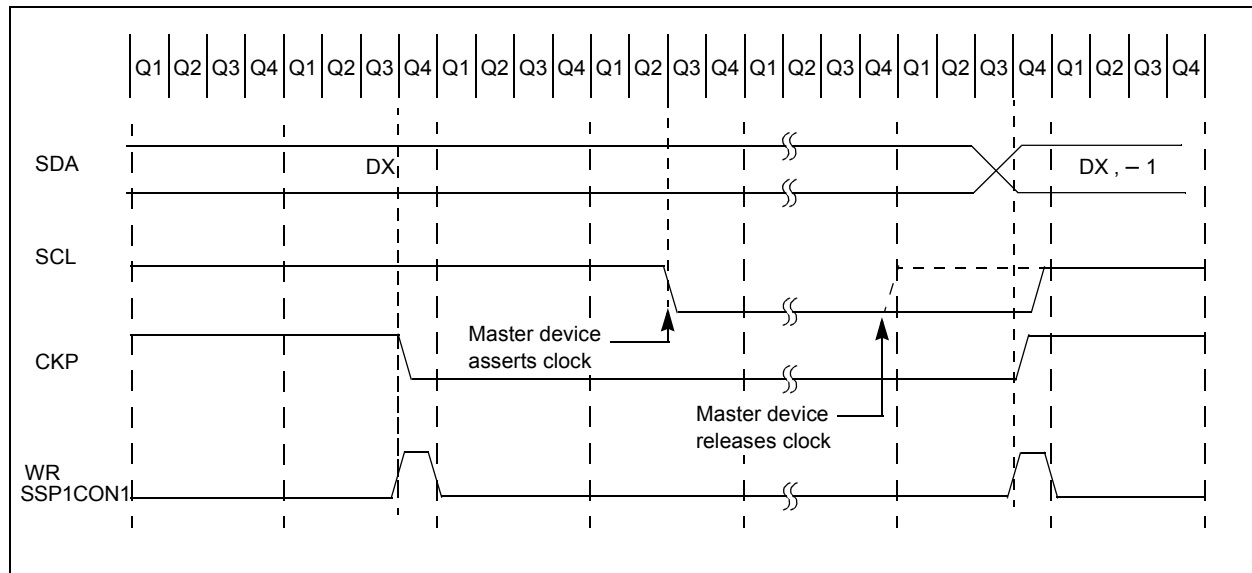 Q1 Q2 Q3 Q4 Q1 Q2 Q3 Q4 Q1 Q2 Q3 Q4 Q1 Q2 Q3 Q4 Q1 Q2 Q3 Q4 Q1 Q2 Q3 Q4 Q1 Q2 Q3 Q4
SDA
DX
DX , – 1
SCL
Master device
asserts clock
CKP
Master device
releases clock
WR
SSP1CON1